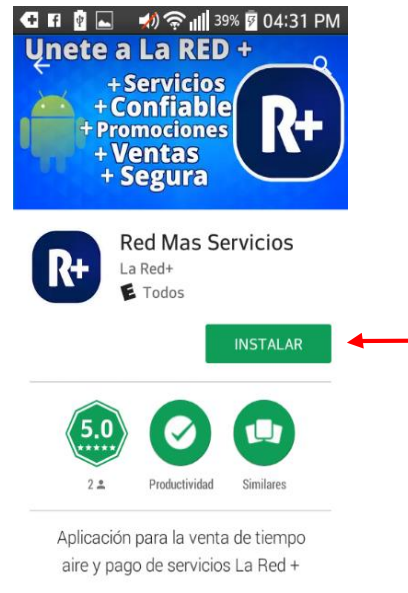 39% 04:31 PM
Unete a La RED +
+Servicios
+Confiable
+Promociones
+Ventas
+Segura
R+
R+
Red Mas Servicios
La Red+
E Todos
INSTALAR
5.0
2
Productividad
Similares
Aplicación para la venta de tiempo
aire y pago de servicios La Red +